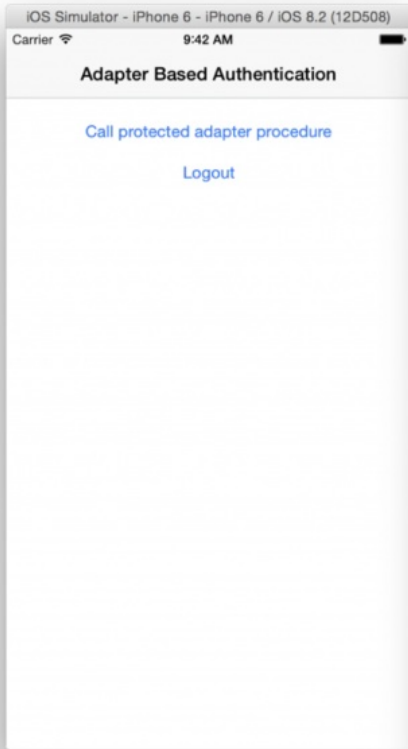 iOS Simulator - iPhone 6 - iPhone 6 / iOS 8.2 (12D508)
Carrier 9:42 AM
Adapter Based Authentication
Call protected adapter procedure
Logout